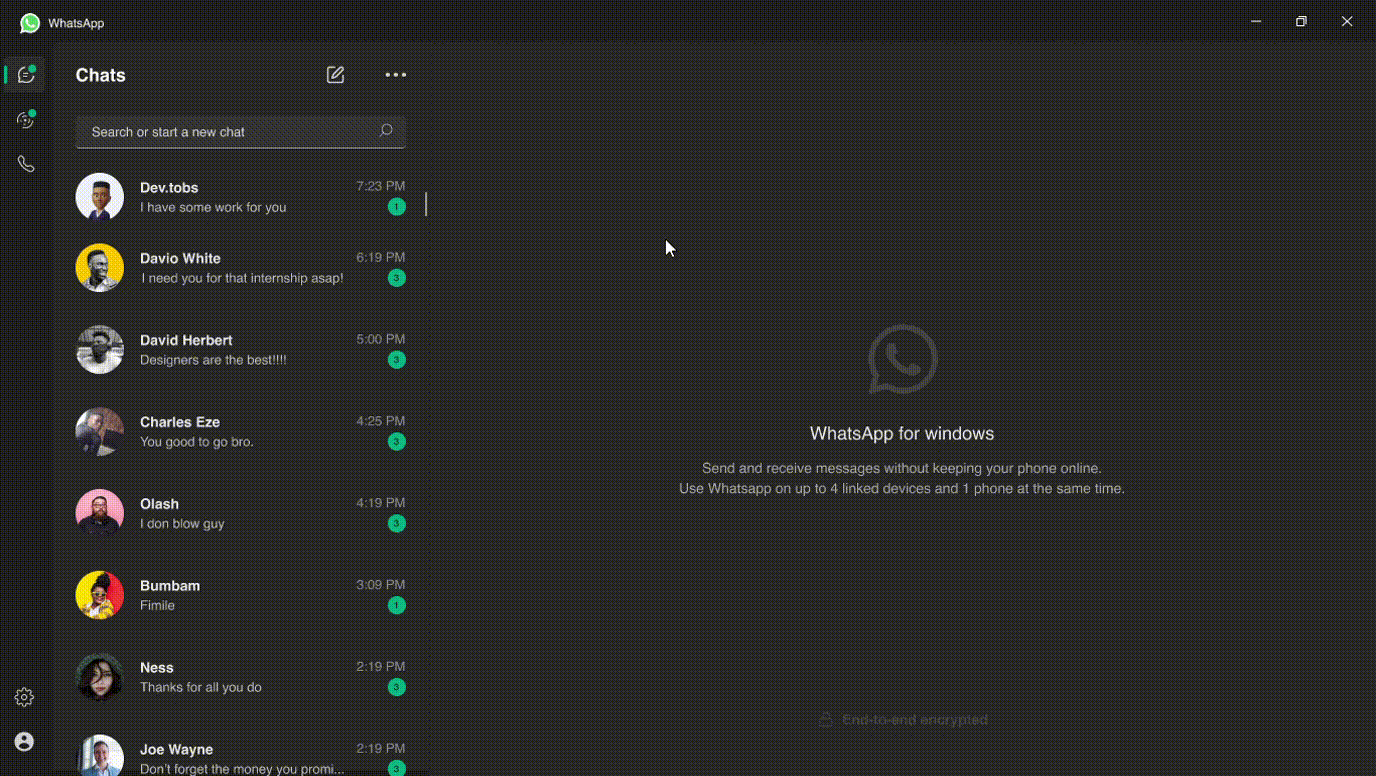 WhatsApp
Chats
Search or start a new chat
Dev.tobs 7:23 PM
I have some work for you 1
Davio White 6:19 PM
I need you for that internship asap! 3
David Herbert 5:00 PM
Designers are the best!!!! 3
Charles Eze 4:25 PM
You good to go bro. 3
Olash 4:19 PM
I don blow guy 3
Bumbam 3:09 PM
Fimile 1
Ness 2:19 PM
Thanks for all you do 3
Joe Wayne 2:19 PM
Don't forget the money you promi... 3
WhatsApp for windows
Send and receive messages without keeping your phone online.
Use Whatsapp on up to 4 linked devices and 1 phone at the same time.
End-to-end encrypted